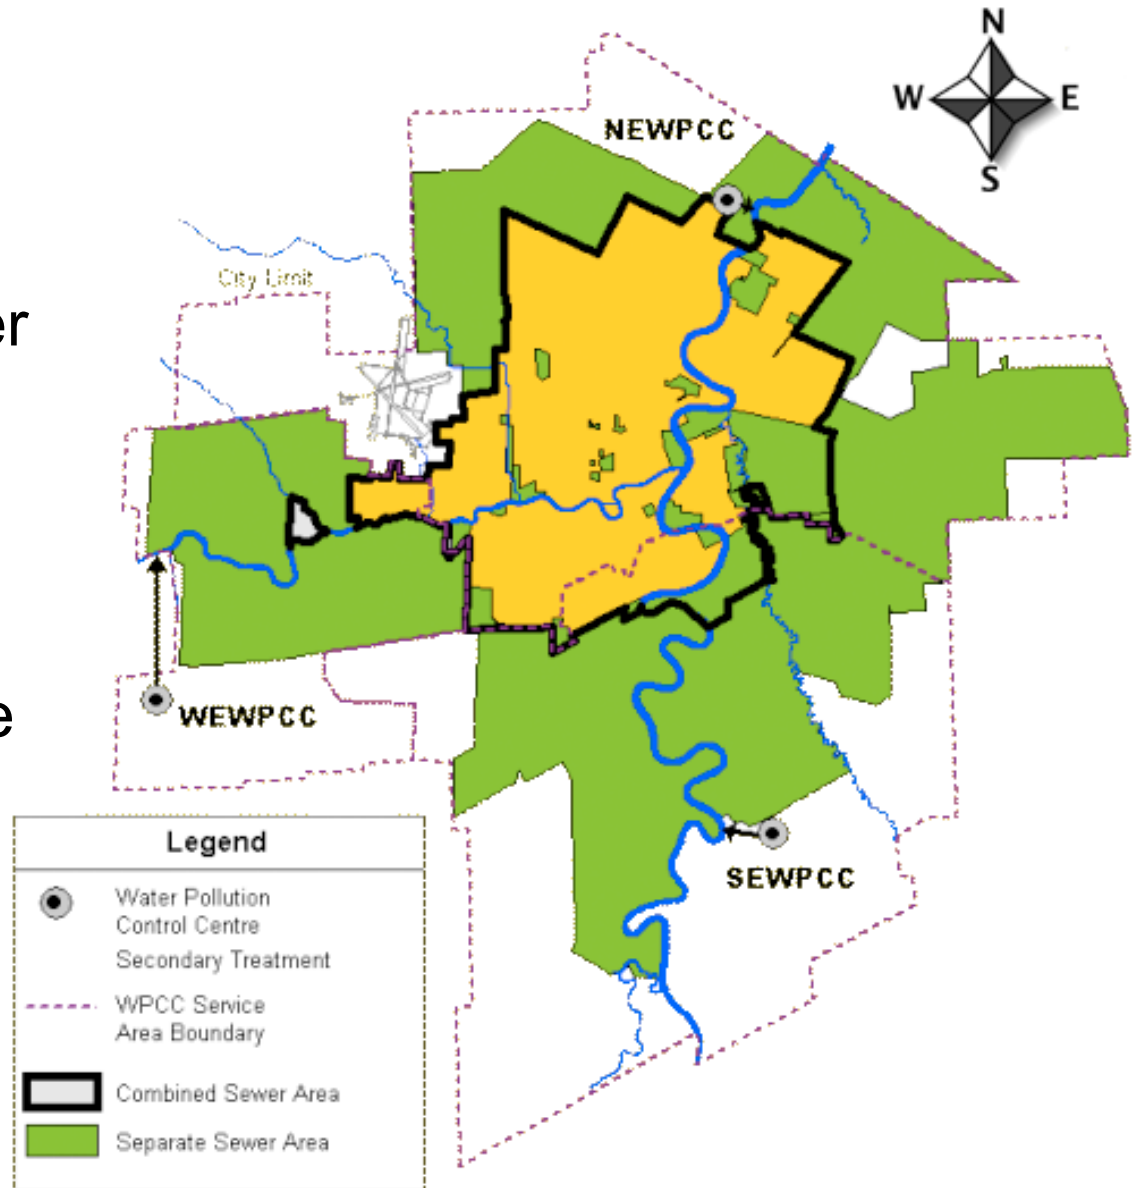 N
NEWPCC
W E
S
City Limit
er
e
WEWPCC
SEWPCC
Legend
Water Pollution
Control Centre
Secondary Treatment
WPCC Service
Area Boundary
Combined Sewer Area
Separate Sewer Area